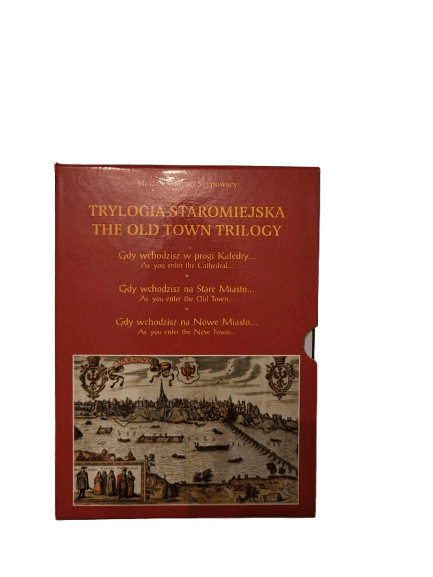 Szypowscy
TRYLOGIA STAROMIEJSKA
THE OLD TOWN TRILOGY
Gdy wchodzisz w progi Katedry...
As you enter the Cathedral...
Gdy wchodzisz na Stare Miasto...
As you enter the Old Town...
Gdy wchodzisz na Nowe Miasto...
As you enter the New Town...